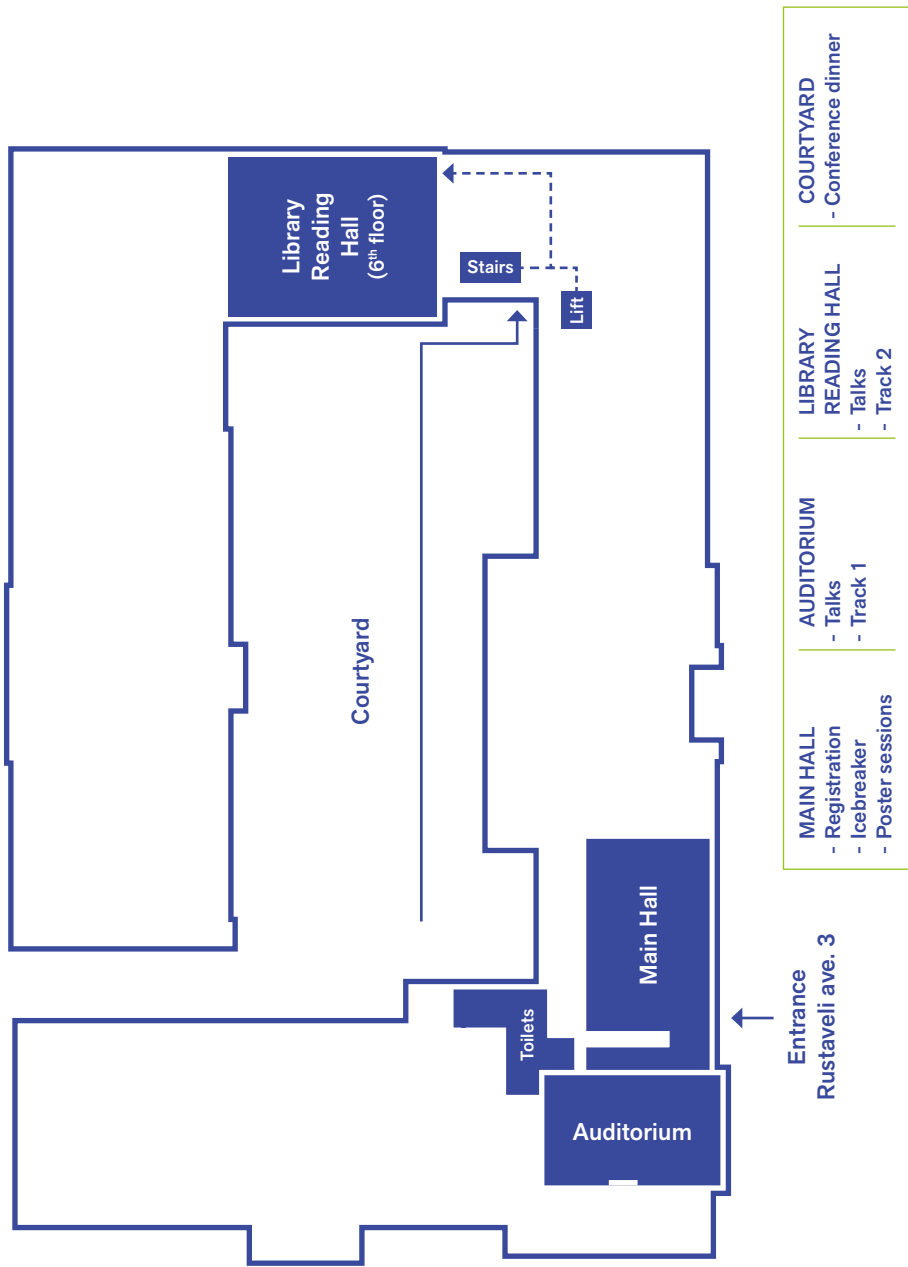 Library
Reading
Hall
(6th floor)
Stairs
Lift
Courtyard
Main Hall
Toilets
Auditorium
Entrance
Rustaveli ave. 3
MAIN HALL
- Registration
- Icebreaker
- Poster sessions
AUDITORIUM
- Talks
- Track 1
LIBRARY
READING HALL
- Talks
- Track 2
COURTYARD
- Conference dinner